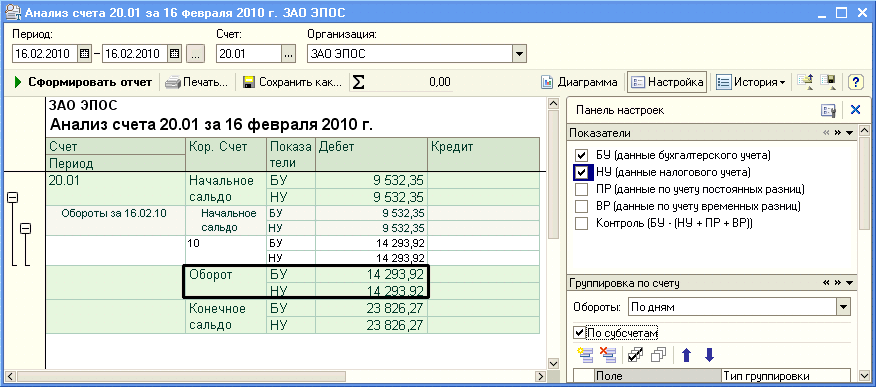 Анализ счета 20.01 за 16 февраля 2010 г. ЗАО ЭПОС
Период: Счет: Организация:
16.02.2010 – 16.02.2010 ... 20.01 ... ЗАО ЭПОС
Сформировать отчет Печать... Сохранить как... Σ 0,00 Диаграмма Настройка История ?
ЗАО ЭПОС
Анализ счета 20.01 за 16 февраля 2010 г.
Счет Кор. Счет Показа Дебет Кредит
Период тели
20.01 Начальное БУ 9 532,35
сальдо НУ 9 532,35
Обороты за 16.02.10 Начальное БУ 9 532,35
сальдо НУ 9 532,35
10 БУ 14 293,92
НУ 14 293,92
Оборот БУ 14 293,92
НУ 14 293,92
Конечное БУ 23 826,27
сальдо НУ 23 826,27
Панель настроек
Показатели
БУ (данные бухгалтерского учета)
НУ (данные налогового учета)
ПР (данные по учету постоянных разниц)
ВР (данные по учету временных разниц)
Контроль (БУ - (НУ + ПР + ВР))
Группировка по счету
Обороты: По дням
По субсчетам
Поле Тип группировки